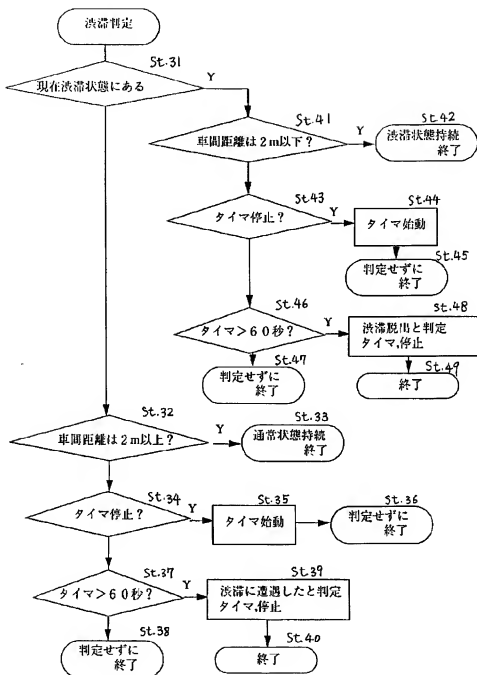 渋滞判定
St.31
現在渋滞状態にある
Y
St.41
車間距離は2m以下?
Y
St.42
渋滞状態持続
終了
St.43
タイマ停止?
Y
St.44
タイマ始動
St.45
判定せずに
終了
St.46
タイマ>60秒?
Y
St.48
渋滞脱出と判定
タイマ,停止
St.47
判定せずに
終了
St.49
終了
St.32
車間距離は2m以上?
Y
St.33
通常状態持続
終了
St.34
タイマ停止?
Y
St.35
タイマ始動
St.36
判定せずに
終了
St.37
タイマ>60秒?
Y
St.39
渋滞に遭遇したと判定
タイマ,停止
St.38
判定せずに
終了
St.40
終了